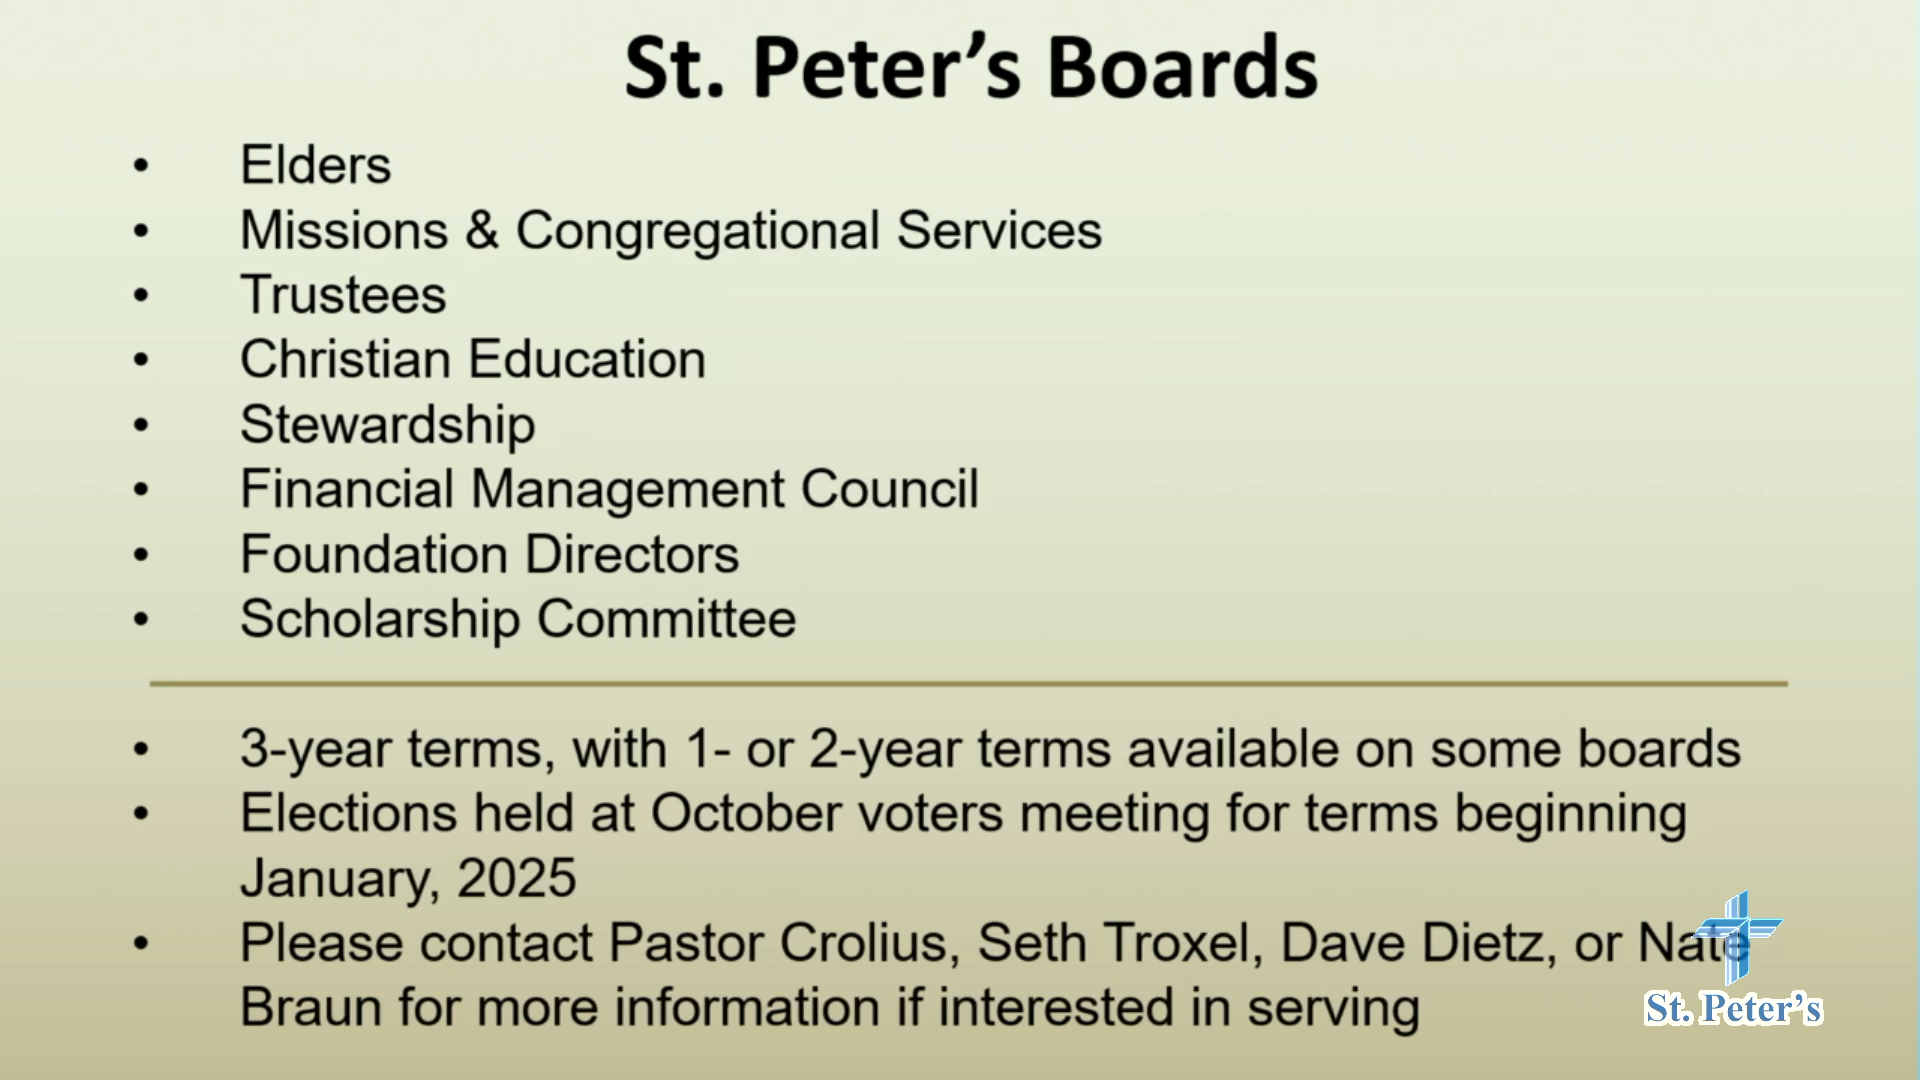 St. Peter’s Boards
• Elders
• Missions & Congregational Services
• Trustees
• Christian Education
• Stewardship
• Financial Management Council
• Foundation Directors
• Scholarship Committee
• 3-year terms, with 1- or 2-year terms available on some boards
• Elections held at October voters meeting for terms beginning
January, 2025
• Please contact Pastor Crolius, Seth Troxel, Dave Dietz, or Nate
Braun for more information if interested in serving
St. Peter’s